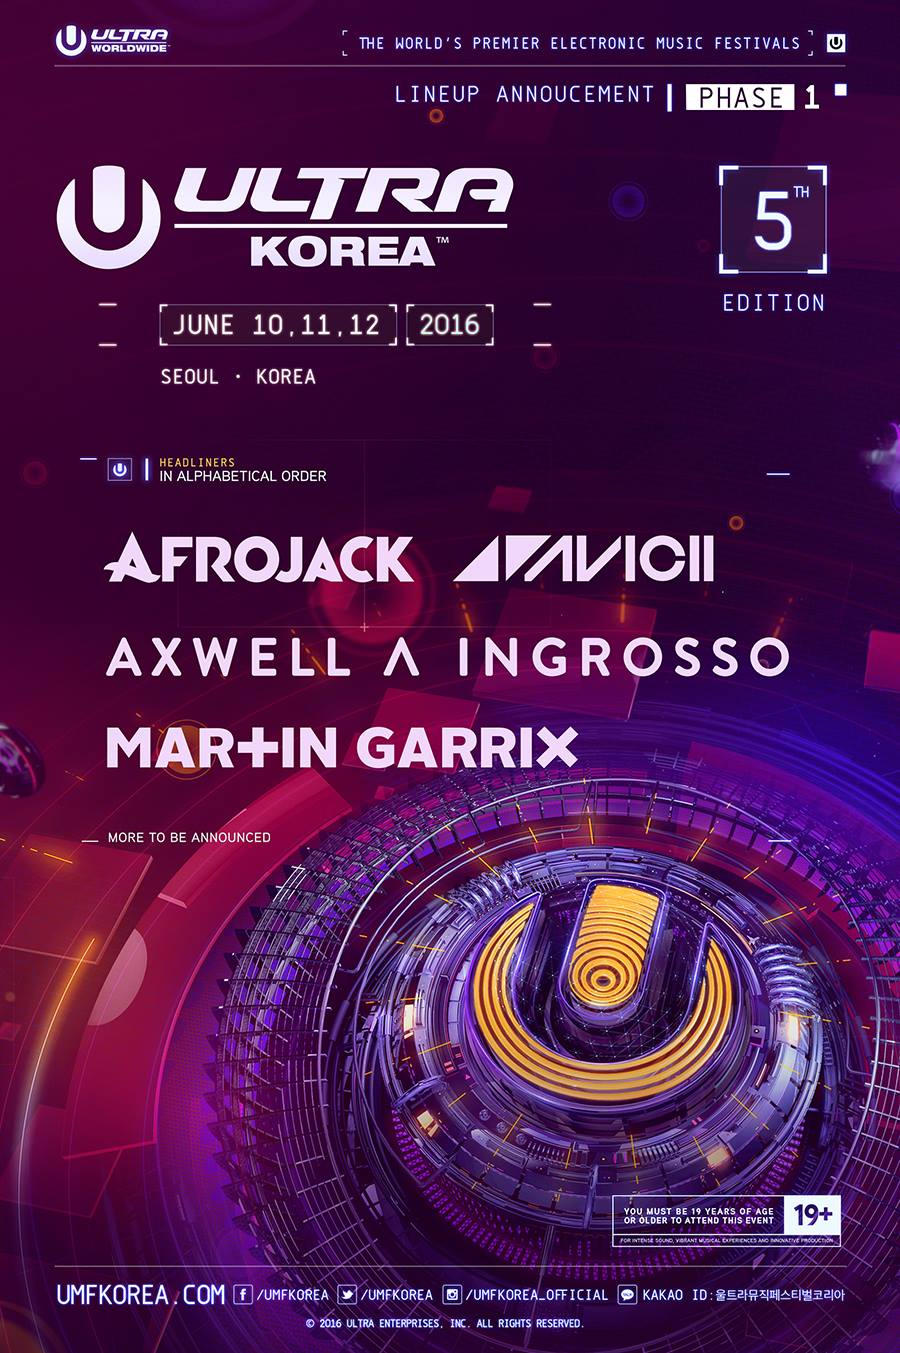 ULTRA
WORLDWIDE™
THE WORLD'S PREMIER ELECTRONIC MUSIC FESTIVALS
LINEUP ANNOUCEMENT | PHASE 1
ULTRA
KOREA™
5TH
EDITION
JUNE 10,11,12 2016
SEOUL · KOREA
HEADLINERS
IN ALPHABETICAL ORDER
AFROJACK AVICII
AXWELL Λ INGROSSO
MARTIN GARRIX
MORE TO BE ANNOUNCED
YOU MUST BE 19 YEARS OF AGE
OR OLDER TO ATTEND THIS EVENT
19+
FOR INTENSE SOUND, VIBRANT MUSICAL EXPERIENCES AND INNOVATIVE PRODUCTION
UMFKOREA.COM f /UMFKOREA /UMFKOREA /UMFKOREA_OFFICIAL KAKAO ID:울트라뮤직페스티벌코리아
© 2016 ULTRA ENTERPRISES, INC. ALL RIGHTS RESERVED.